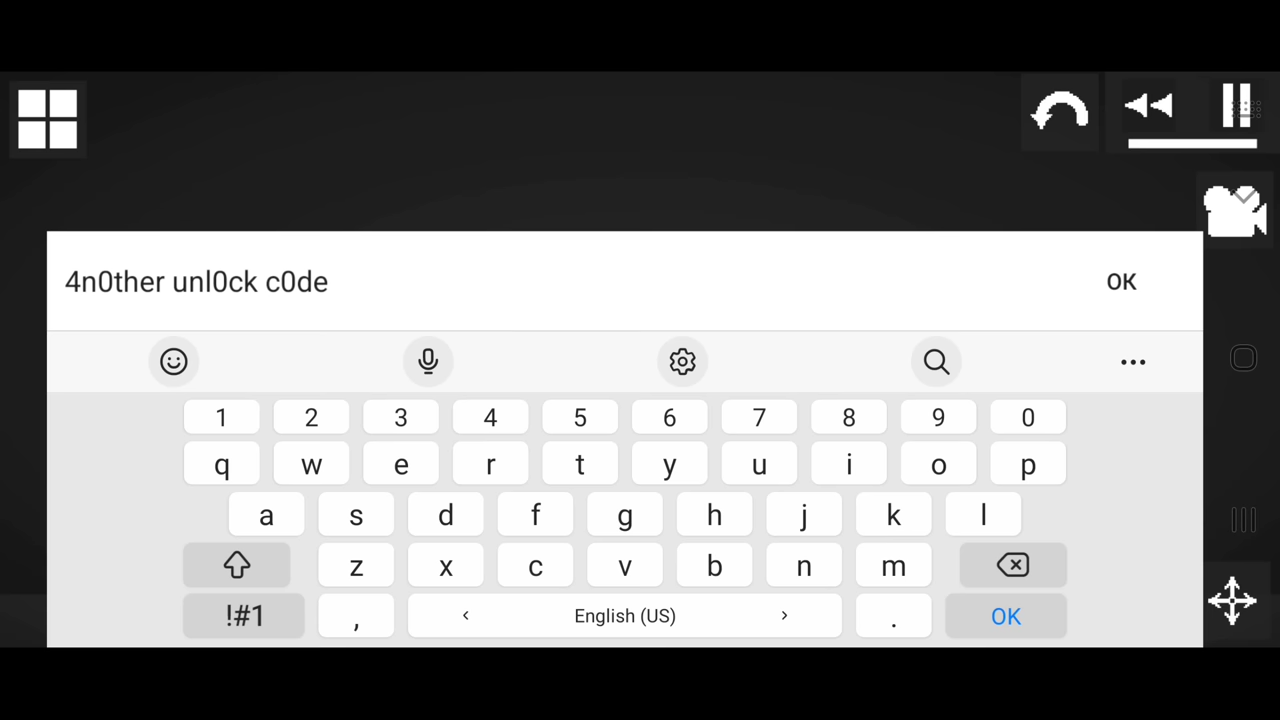 4n0ther unl0ck c0de OK
1 2 3 4 5 6 7 8 9 0
q w e r t y u i o p
a s d f g h j k l
z x c v b n m
!#1 , English (US) . OK